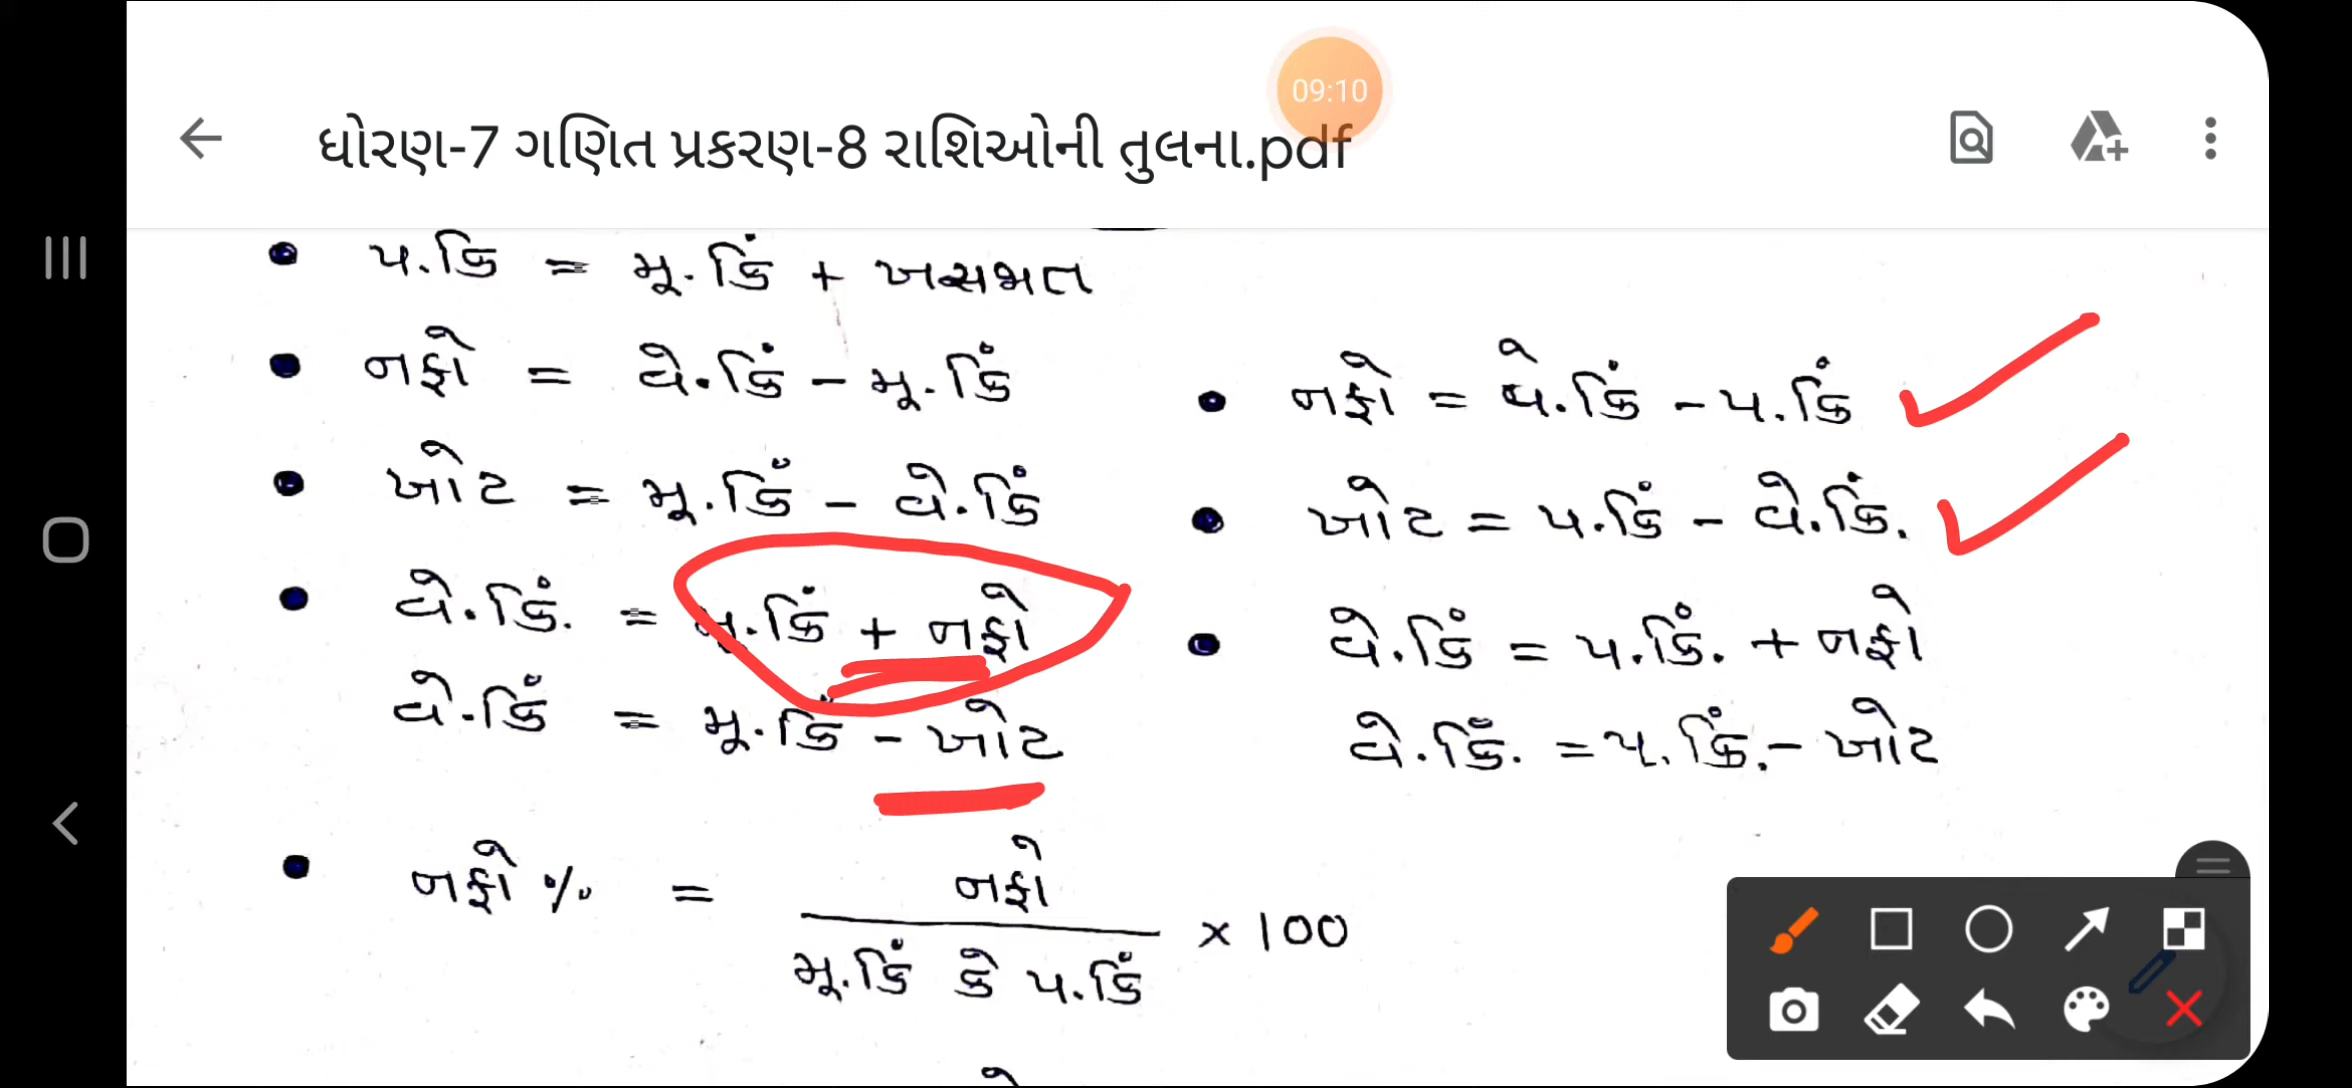 09:10
ધોરણ-7 ગણિત પ્રકરણ-8 રાશિઓની તુલના.pdf
• પ.કિ = મૂ.કિં + ખરાજાત
• નફો = વે.કિં - મૂ.કિં
• નફો = વે.કિં - પ.કિં
• ખોટ = મૂ.કિં - વે.કિં
• ખોટ = પ.કિં - વે.કિં.
• વે.કિં. = મૂ.કિં + નફો
• વે.કિં = પ.કિં. + નફો
વે.કિં = મૂ.કિં - ખોટ
વે.કિં. = પ.કિં. - ખોટ
• નફો % = નફો
મૂ.કિં કે પ.કિં
× 100